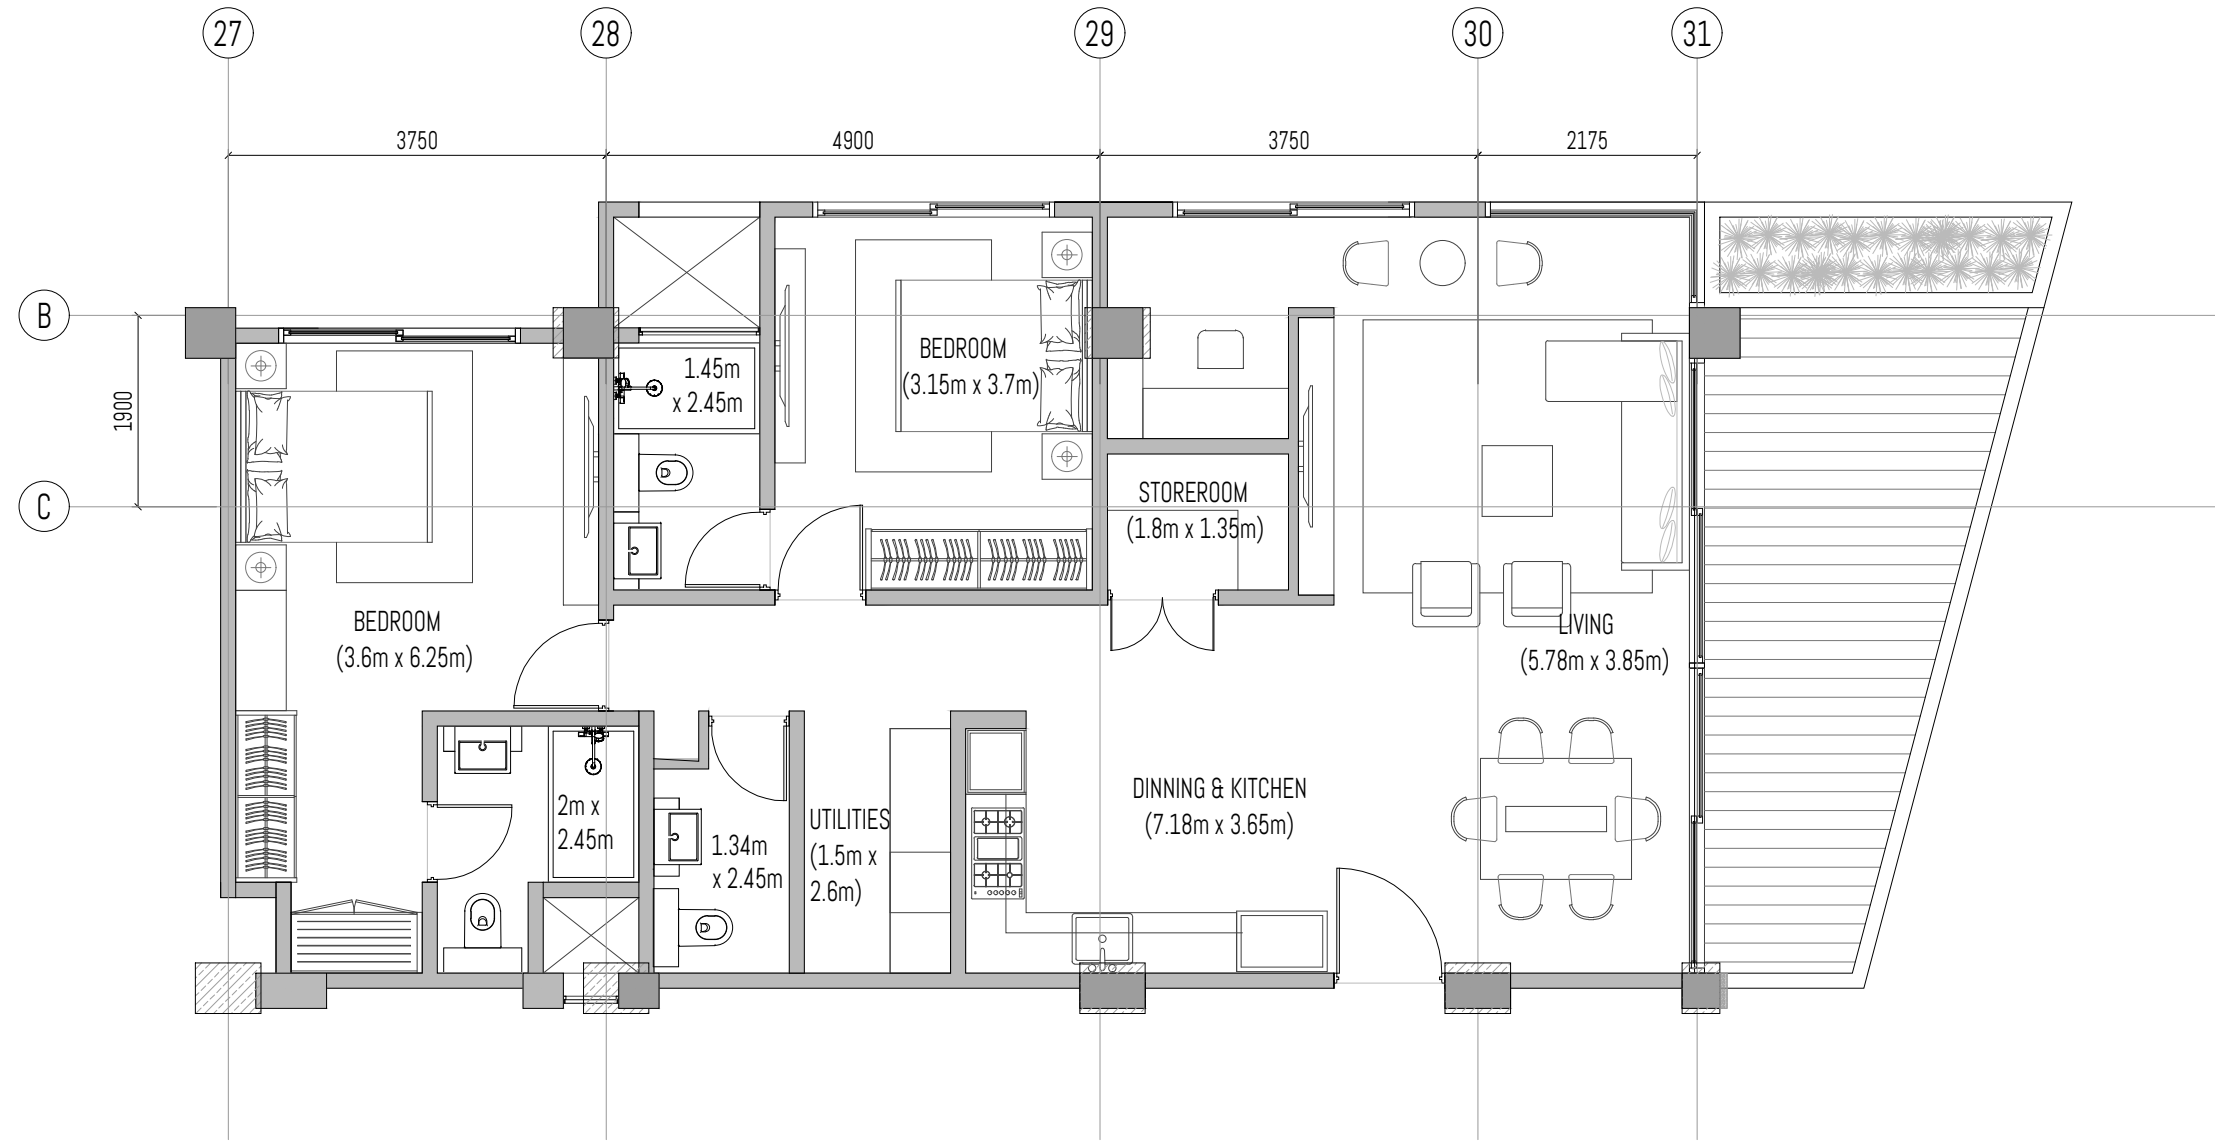 27
28
29
30
31
3750
4900
3750
2175
B
C
1900
1.45m
x 2.45m
BEDROOM
(3.15m x 3.7m)
STOREROOM
(1.8m x 1.35m)
BEDROOM
(3.6m x 6.25m)
LIVING
(5.78m x 3.85m)
2m x
2.45m
1.34m
x 2.45m
UTILITIES
(1.5m x
2.6m)
DINNING & KITCHEN
(7.18m x 3.65m)